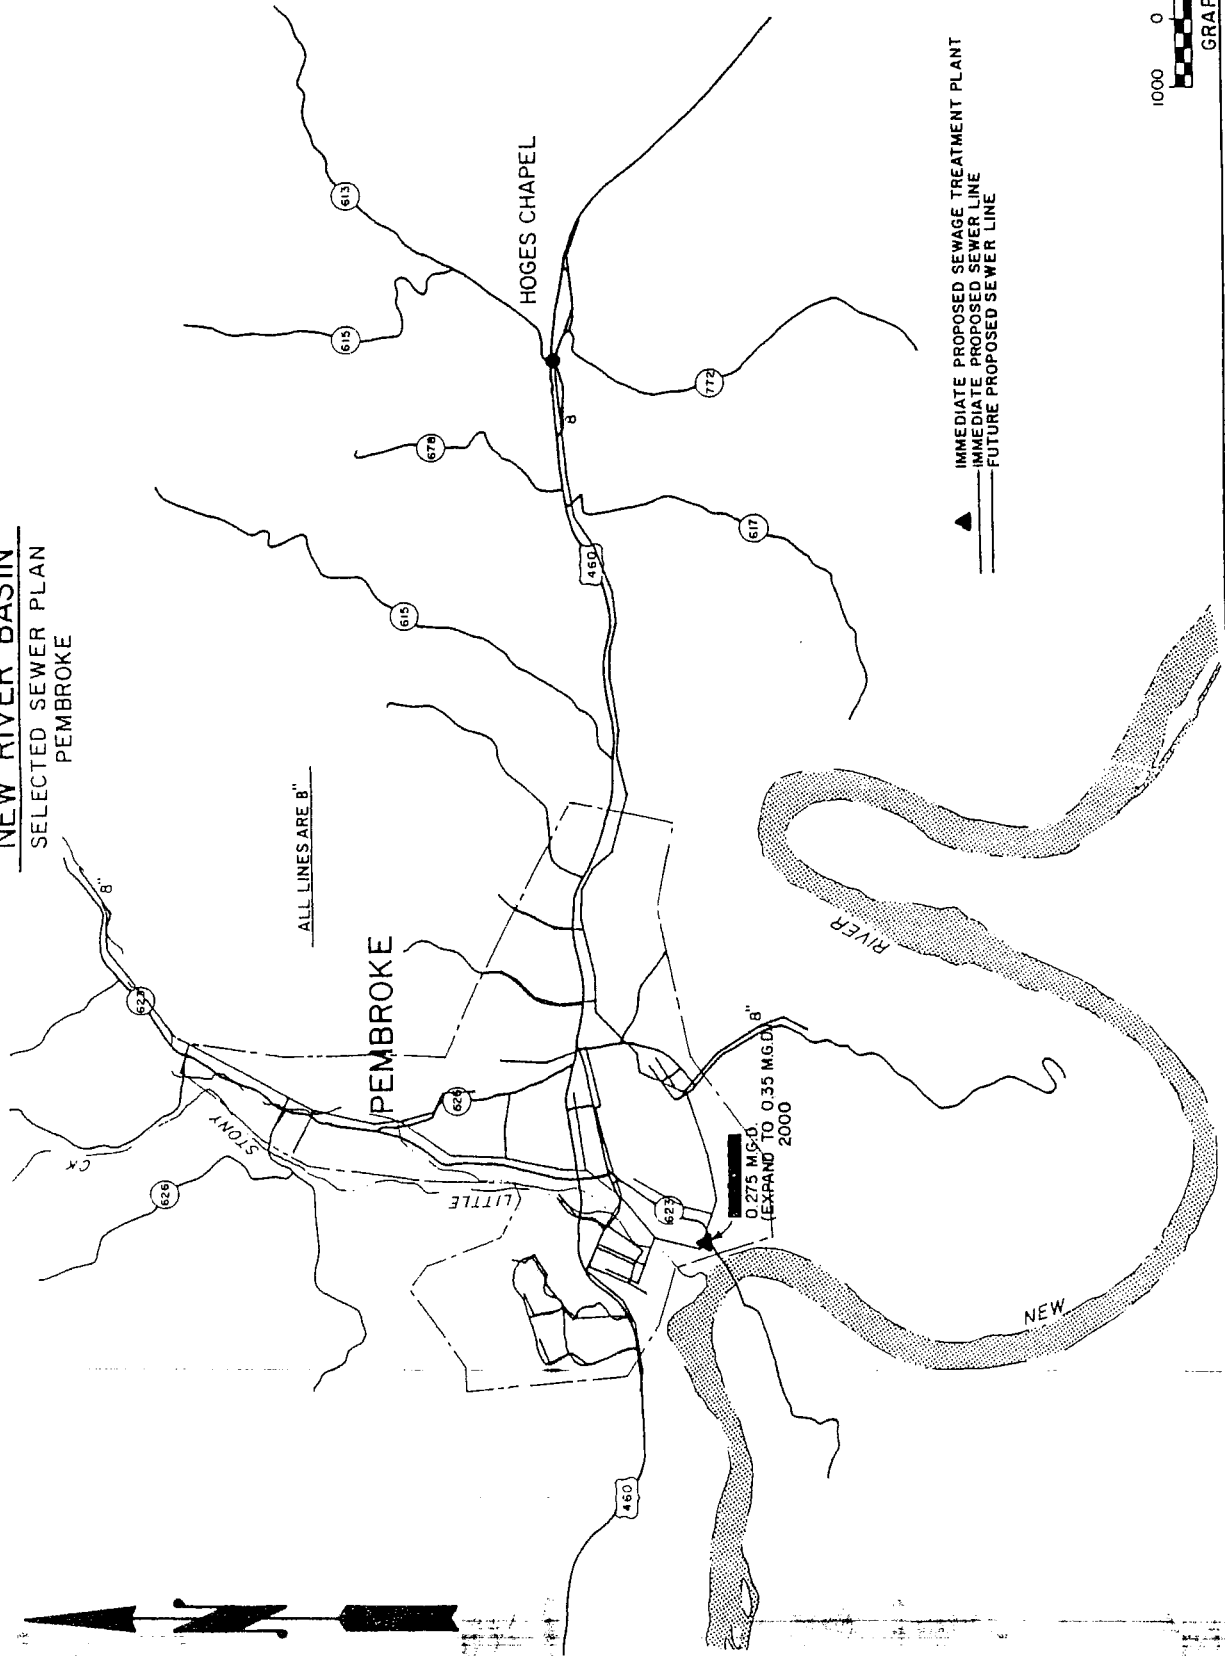 NEW RIVER BASIN
SELECTED SEWER PLAN
PEMBROKE
ALL LINES ARE 8"
8"
623
CK
STONY
LITTLE
626
626
PEMBROKE
615
678
615
613
HOGES CHAPEL
8"
460
617
772
460
623
8"
0.275 M.G.D.
(EXPAND TO 0.35 M.G.D.)
2000
RIVER
NEW
IMMEDIATE PROPOSED SEWAGE TREATMENT PLANT
IMMEDIATE PROPOSED SEWER LINE
FUTURE PROPOSED SEWER LINE
1000 0